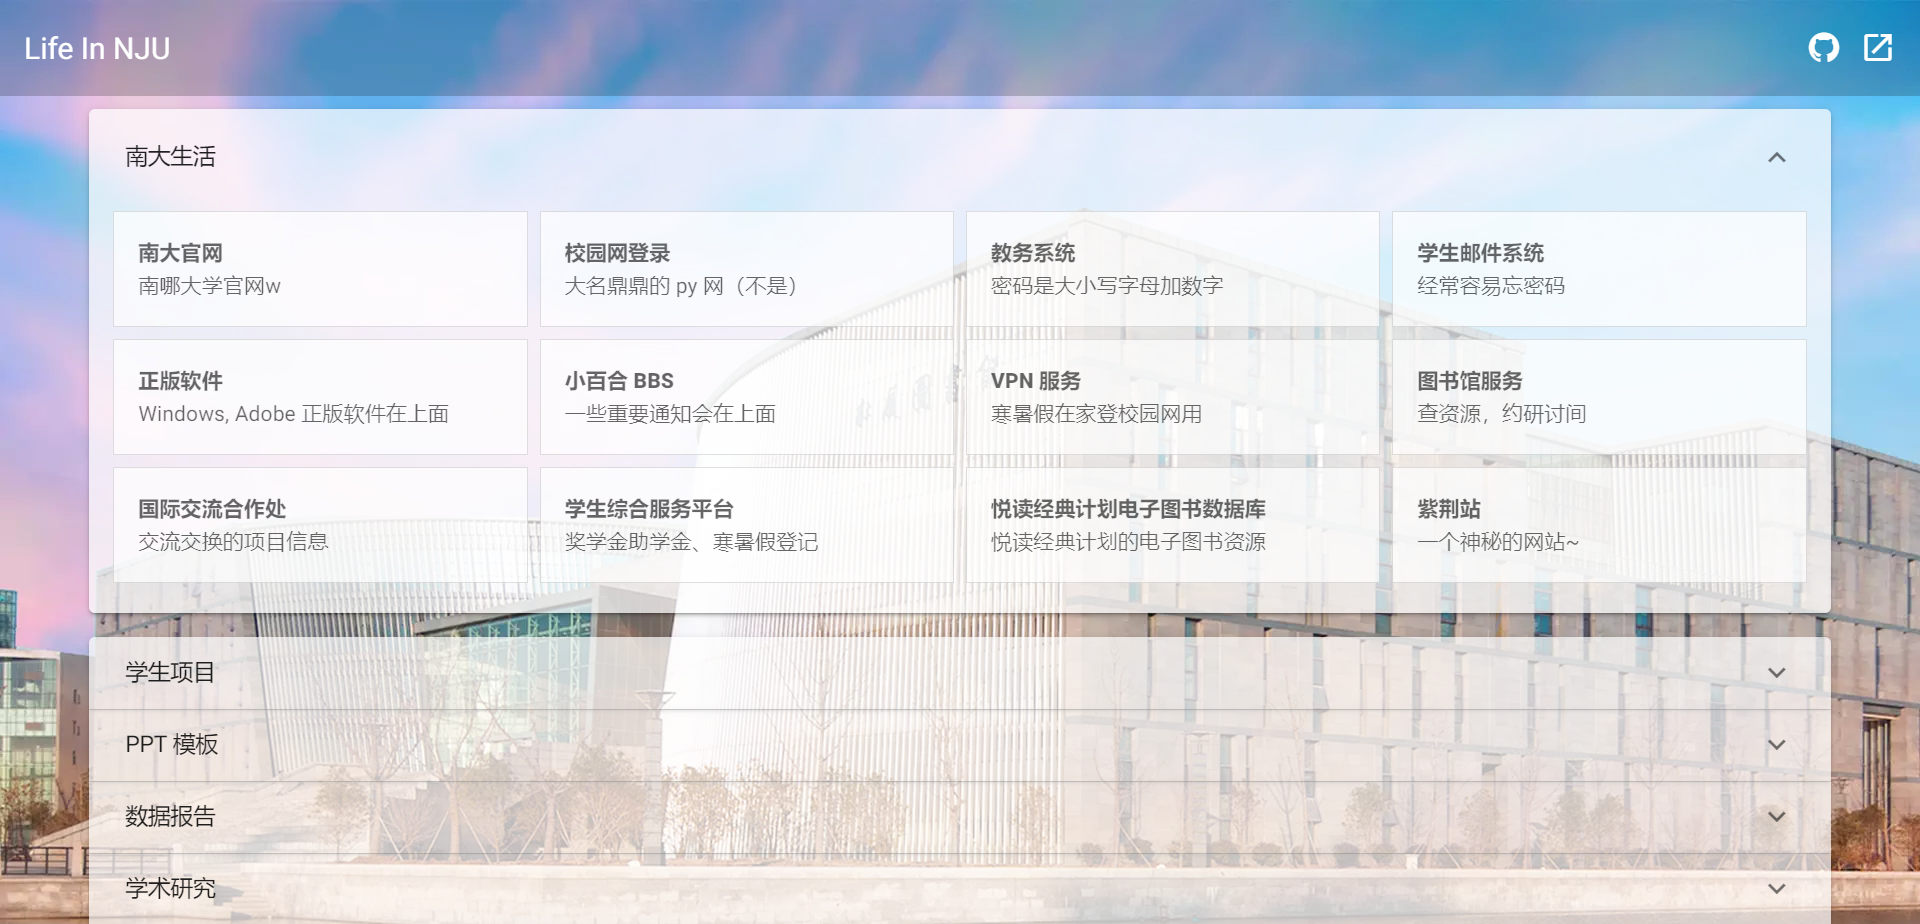 Life In NJU
南大生活
南大官网
南哪大学官网w
校园网登录
大名鼎鼎的 py 网（不是）
教务系统
密码是大小写字母加数字
学生邮件系统
经常容易忘密码
正版软件
Windows, Adobe 正版软件在上面
小百合 BBS
一些重要通知会在上面
VPN 服务
寒暑假在家登校园网用
图书馆服务
查资源，约研讨间
国际交流合作处
交流交换的项目信息
学生综合服务平台
奖学金助学金、寒暑假登记
悦读经典计划电子图书数据库
悦读经典计划的电子图书资源
紫荆站
一个神秘的网站~
学生项目
PPT 模板
数据报告
学术研究